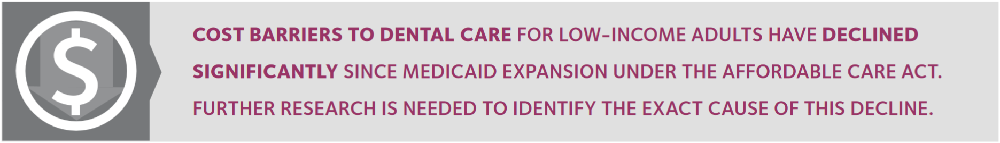 $
COST BARRIERS TO DENTAL CARE FOR LOW-INCOME ADULTS HAVE DECLINED
SIGNIFICANTLY SINCE MEDICAID EXPANSION UNDER THE AFFORDABLE CARE ACT.
FURTHER RESEARCH IS NEEDED TO IDENTIFY THE EXACT CAUSE OF THIS DECLINE.